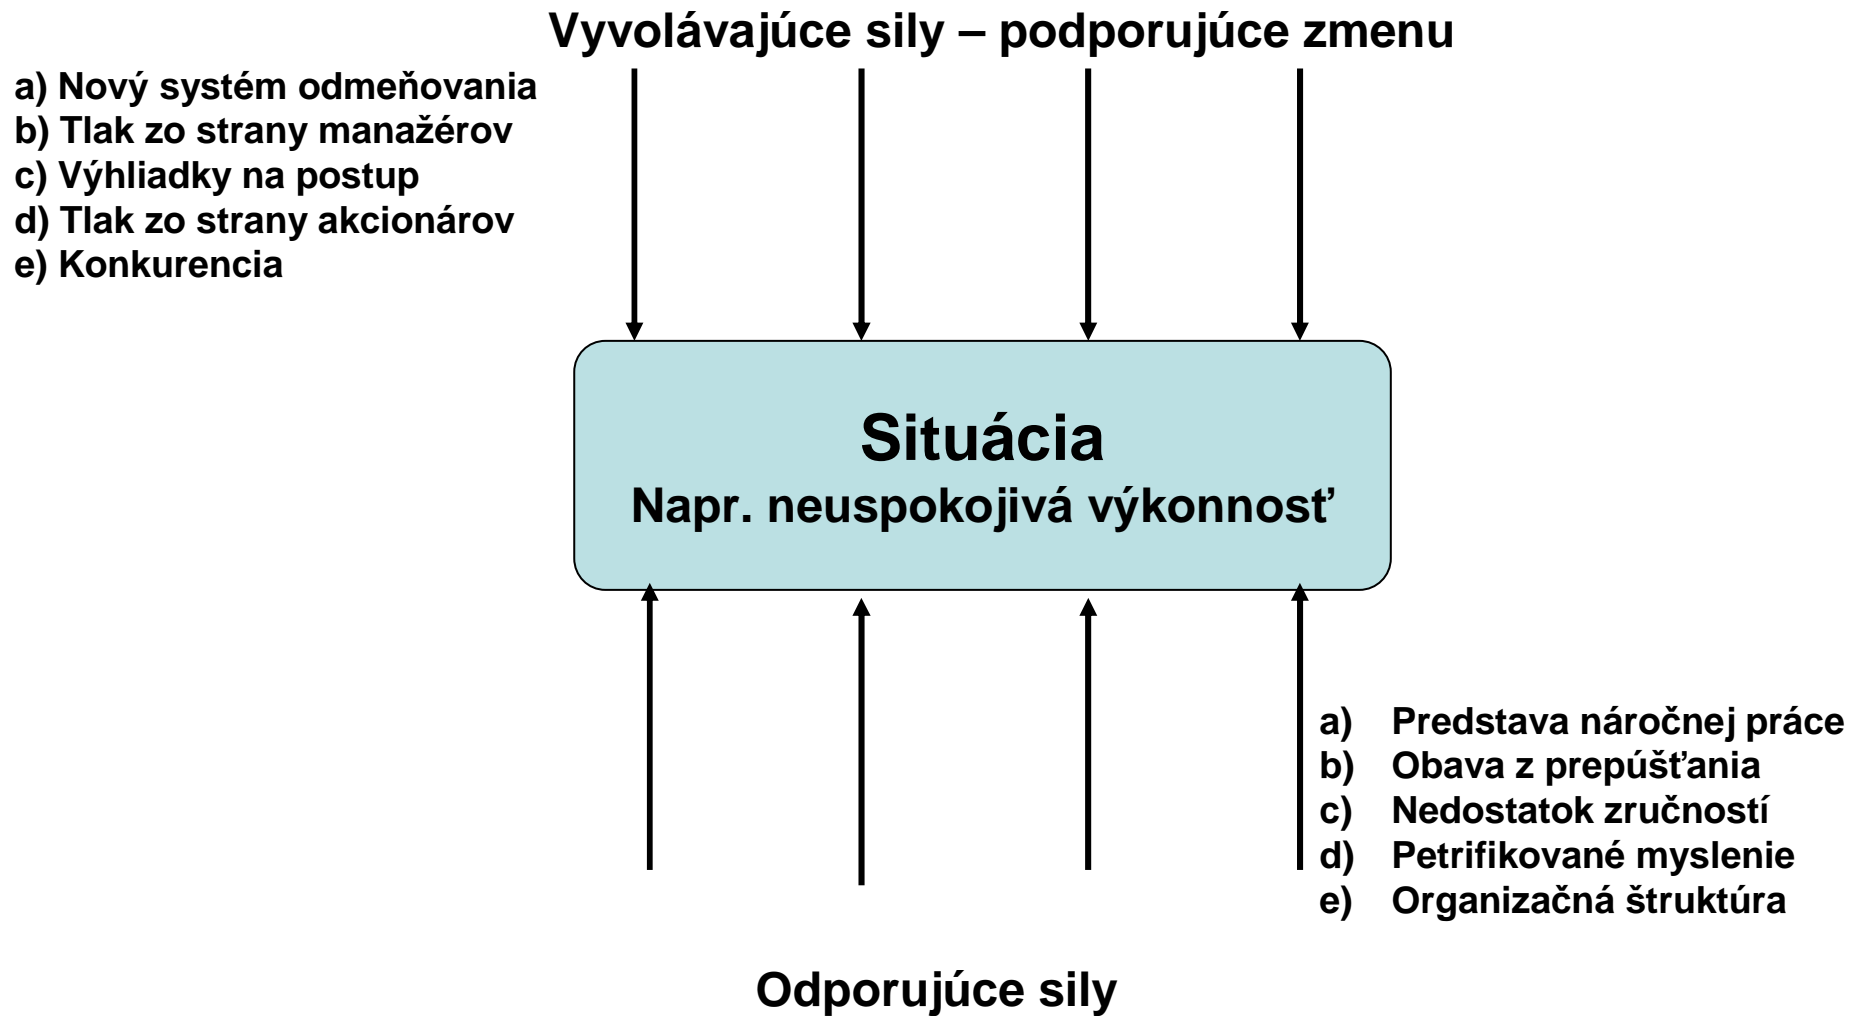 Vyvolávajúce sily – podporujúce zmenu
a) Nový systém odmeňovania
b) Tlak zo strany manažérov
c) Výhliadky na postup
d) Tlak zo strany akcionárov
e) Konkurencia
Situácia
Napr. neuspokojivá výkonnosť
a) Predstava náročnej práce
b) Obava z prepúšťania
c) Nedostatok zručností
d) Petrifikované myslenie
e) Organizačná štruktúra
Odporujúce sily